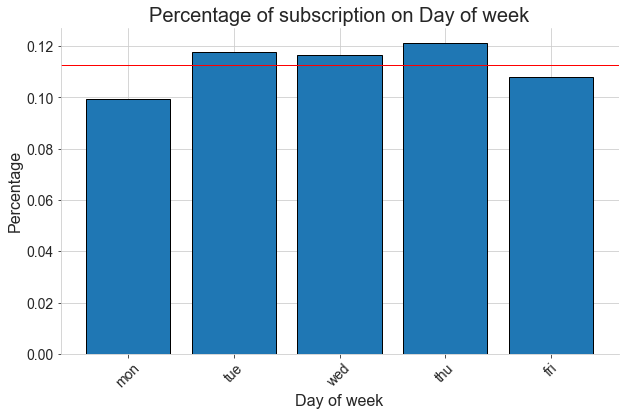 Percentage of subscription on Day of week
0.12
0.10
0.08
0.06
0.04
0.02
0.00
Percentage
mon
tue
wed
thu
fri
Day of week